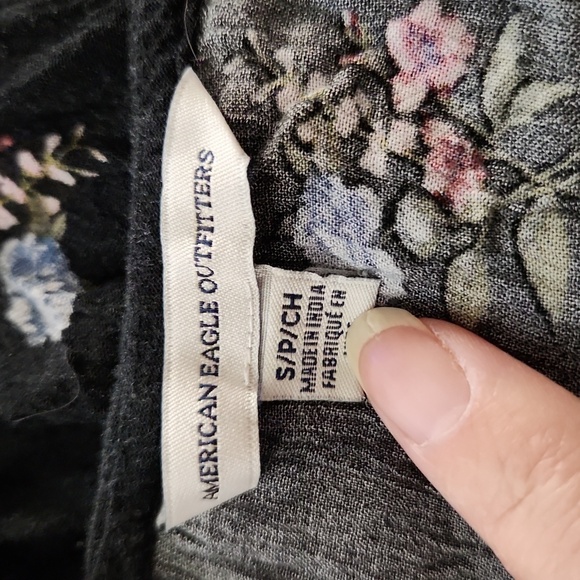 AMERICAN EAGLE OUTFITTERS
S/P/CH
MADE IN INDIA
FABRIQUÉ EN